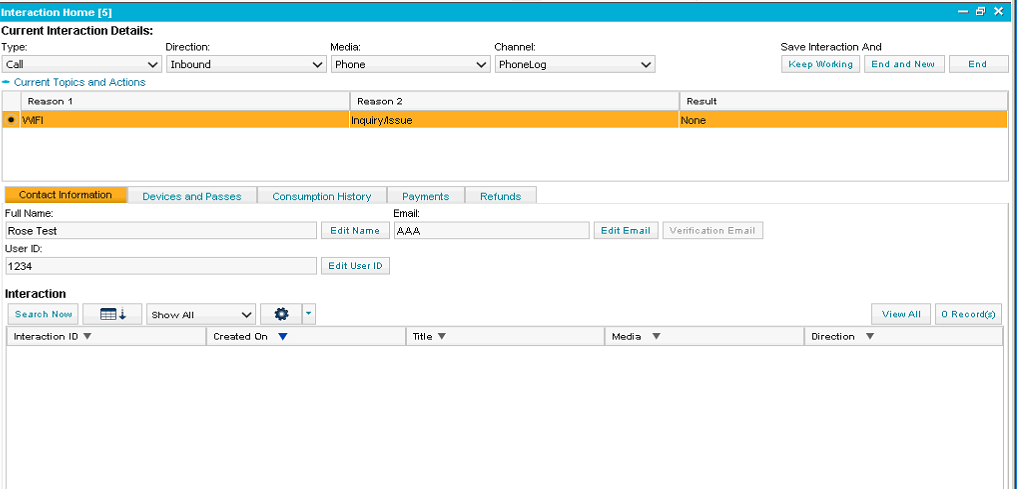 Interaction Home [5]
Current Interaction Details:
Type: Direction: Media: Channel: Save Interaction And
Call Inbound Phone PhoneLog Keep Working End and New End
Current Topics and Actions
Reason 1 Reason 2 Result
WIFI Inquiry/Issue None
Contact Information Devices and Passes Consumption History Payments Refunds
Full Name: Email:
Rose Test Edit Name AAA Edit Email Verification Email
User ID:
1234 Edit User ID
Interaction
Search Now Show All View All 0 Record(s)
Interaction ID Created On Title Media Direction